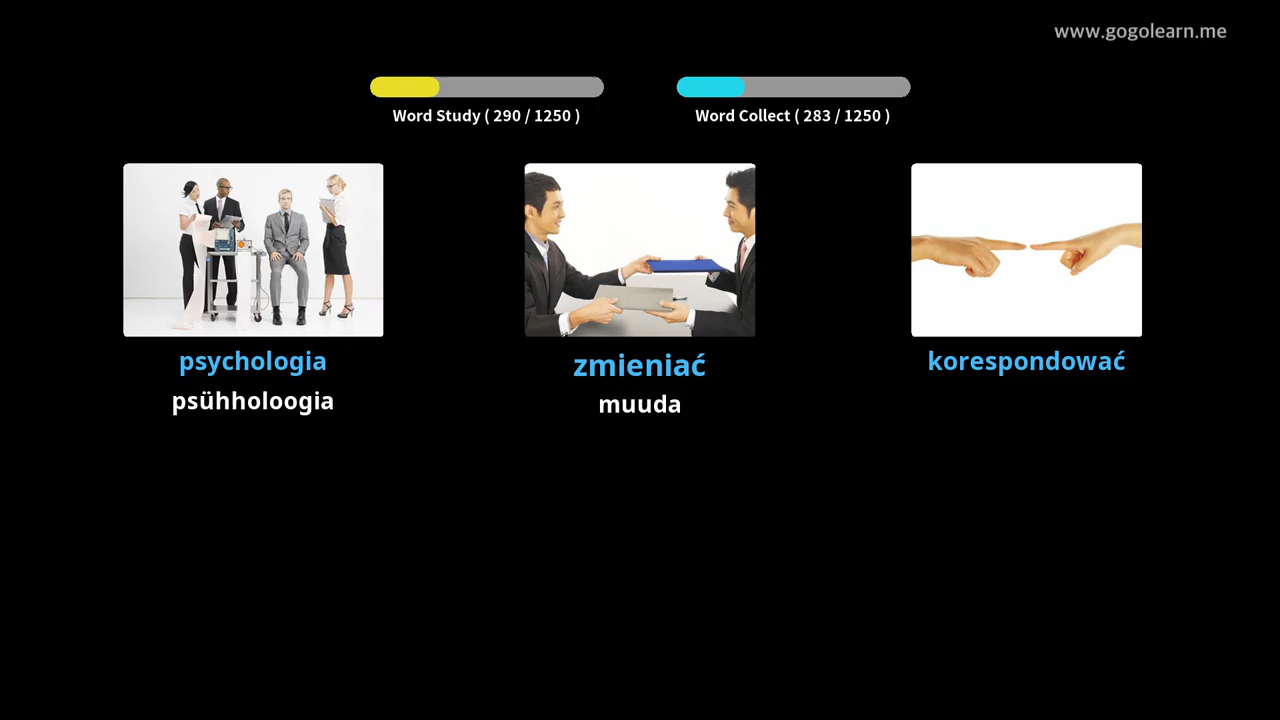 www.gogolearn.me
Word Study ( 290 / 1250 )
Word Collect ( 283 / 1250 )
psychologia
psühholoogia
zmieniać
muuda
korespondować